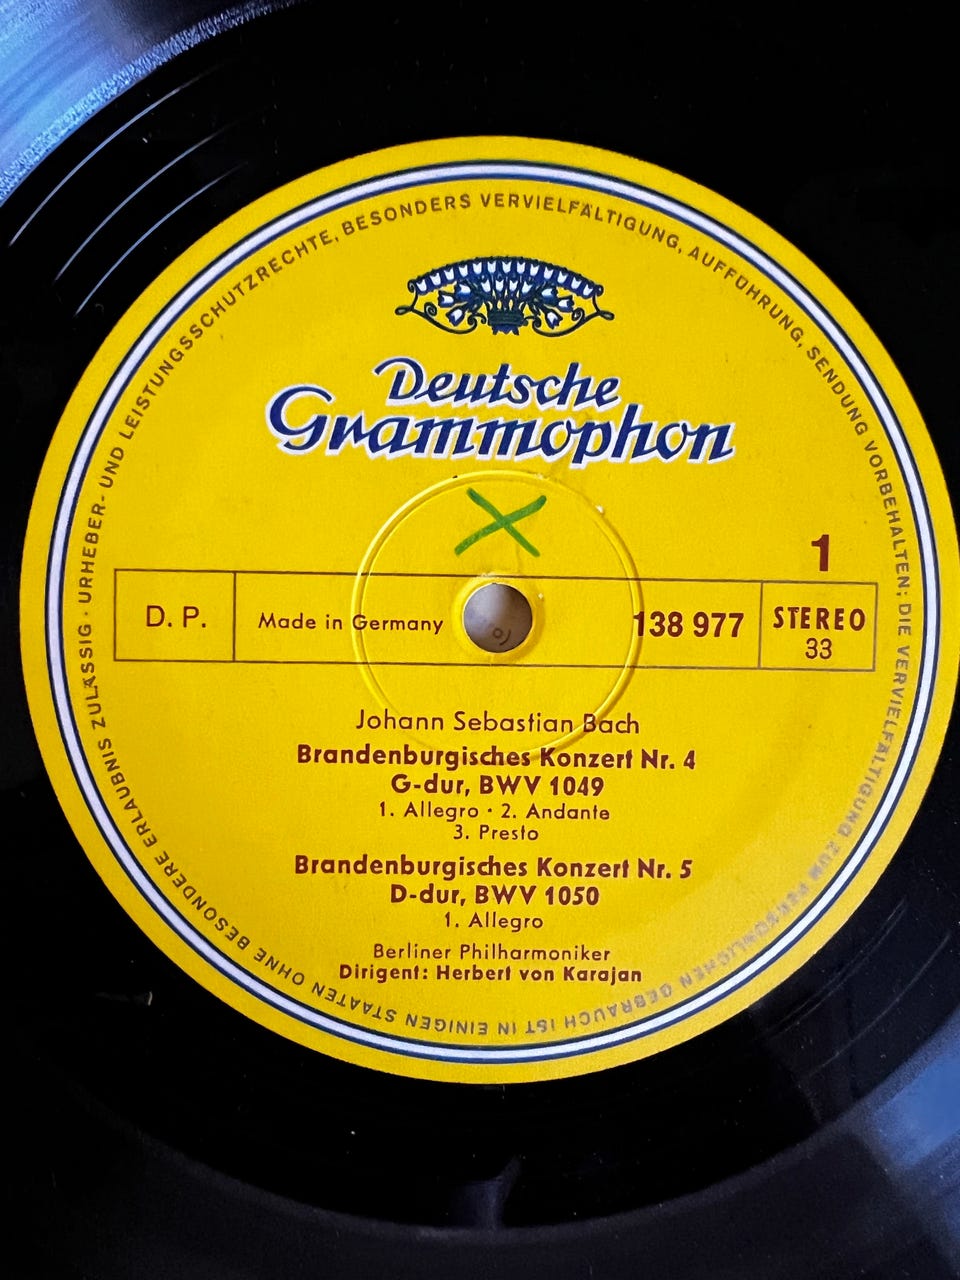 URHEBER- UND LEISTUNGSSCHUTZRECHTE, BESONDERS VERVIELFÄLTIGUNG, AUFFÜHRUNG, SENDUNG VORBEHALTEN; DIE VERVIELFÄLTIGUNG ZUM PERSÖNLICHEN GEBRAUCH IST IN EINIGEN STAATEN OHNE BESONDERE ERLAUBNIS ZULÄSSIG ·
Deutsche
Grammophon
1
D. P. Made in Germany 138 977 STEREO
33
Johann Sebastian Bach
Brandenburgisches Konzert Nr. 4
G-dur, BWV 1049
1. Allegro · 2. Andante
3. Presto
Brandenburgisches Konzert Nr. 5
D-dur, BWV 1050
1. Allegro
Berliner Philharmoniker
Dirigent: Herbert von Karajan